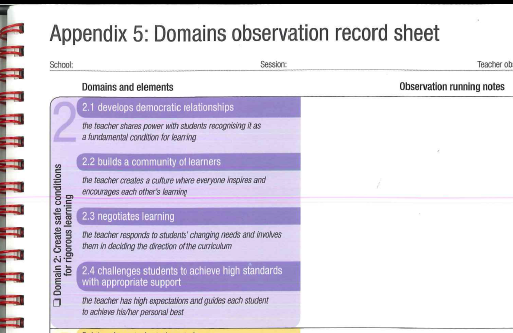 Appendix 5: Domains observation record sheet
School: Session: Teacher obs
Domains and elements Observation running notes
2
Domain 2: Create safe conditions
for rigorous learning
2.1 develops democratic relationships
the teacher shares power with students recognising it as
a fundamental condition for learning
2.2 builds a community of learners
the teacher creates a culture where everyone inspires and
encourages each other's learning
2.3 negotiates learning
the teacher responds to students' changing needs and involves
them in deciding the direction of the curriculum
2.4 challenges students to achieve high standards
with appropriate support
the teacher has high expectations and guides each student
to achieve his/her personal best